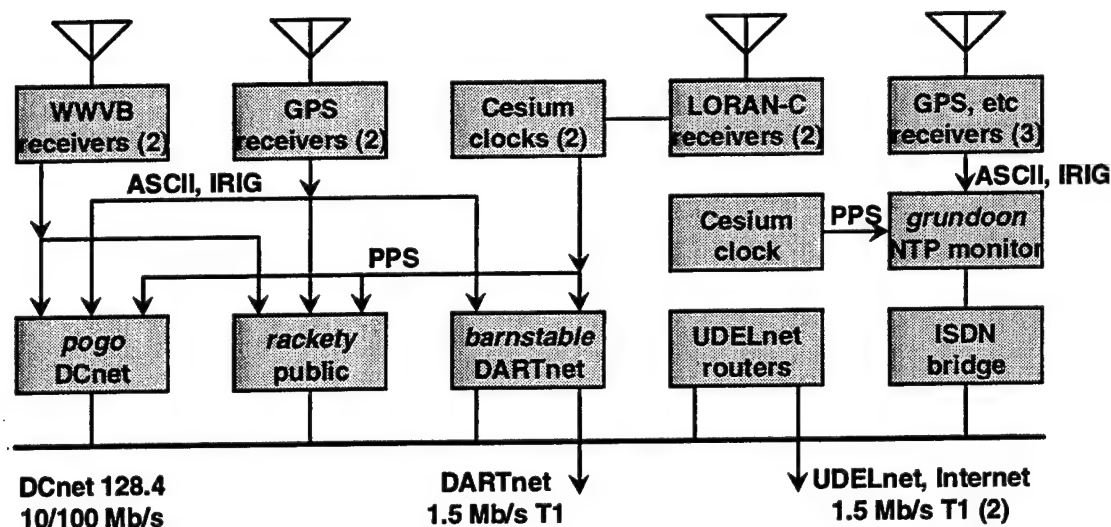 WWVB
receivers (2)
GPS
receivers (2)
Cesium
clocks (2)
LORAN-C
receivers (2)
GPS, etc
receivers (3)
ASCII, IRIG
ASCII, IRIG
Cesium
clock
PPS
grundoon
NTP monitor
PPS
pogo
DCnet
rackety
public
barnstable
DARTnet
UDELnet
routers
ISDN
bridge
DCnet 128.4
10/100 Mb/s
DARTnet
1.5 Mb/s T1
UDELnet, Internet
1.5 Mb/s T1 (2)